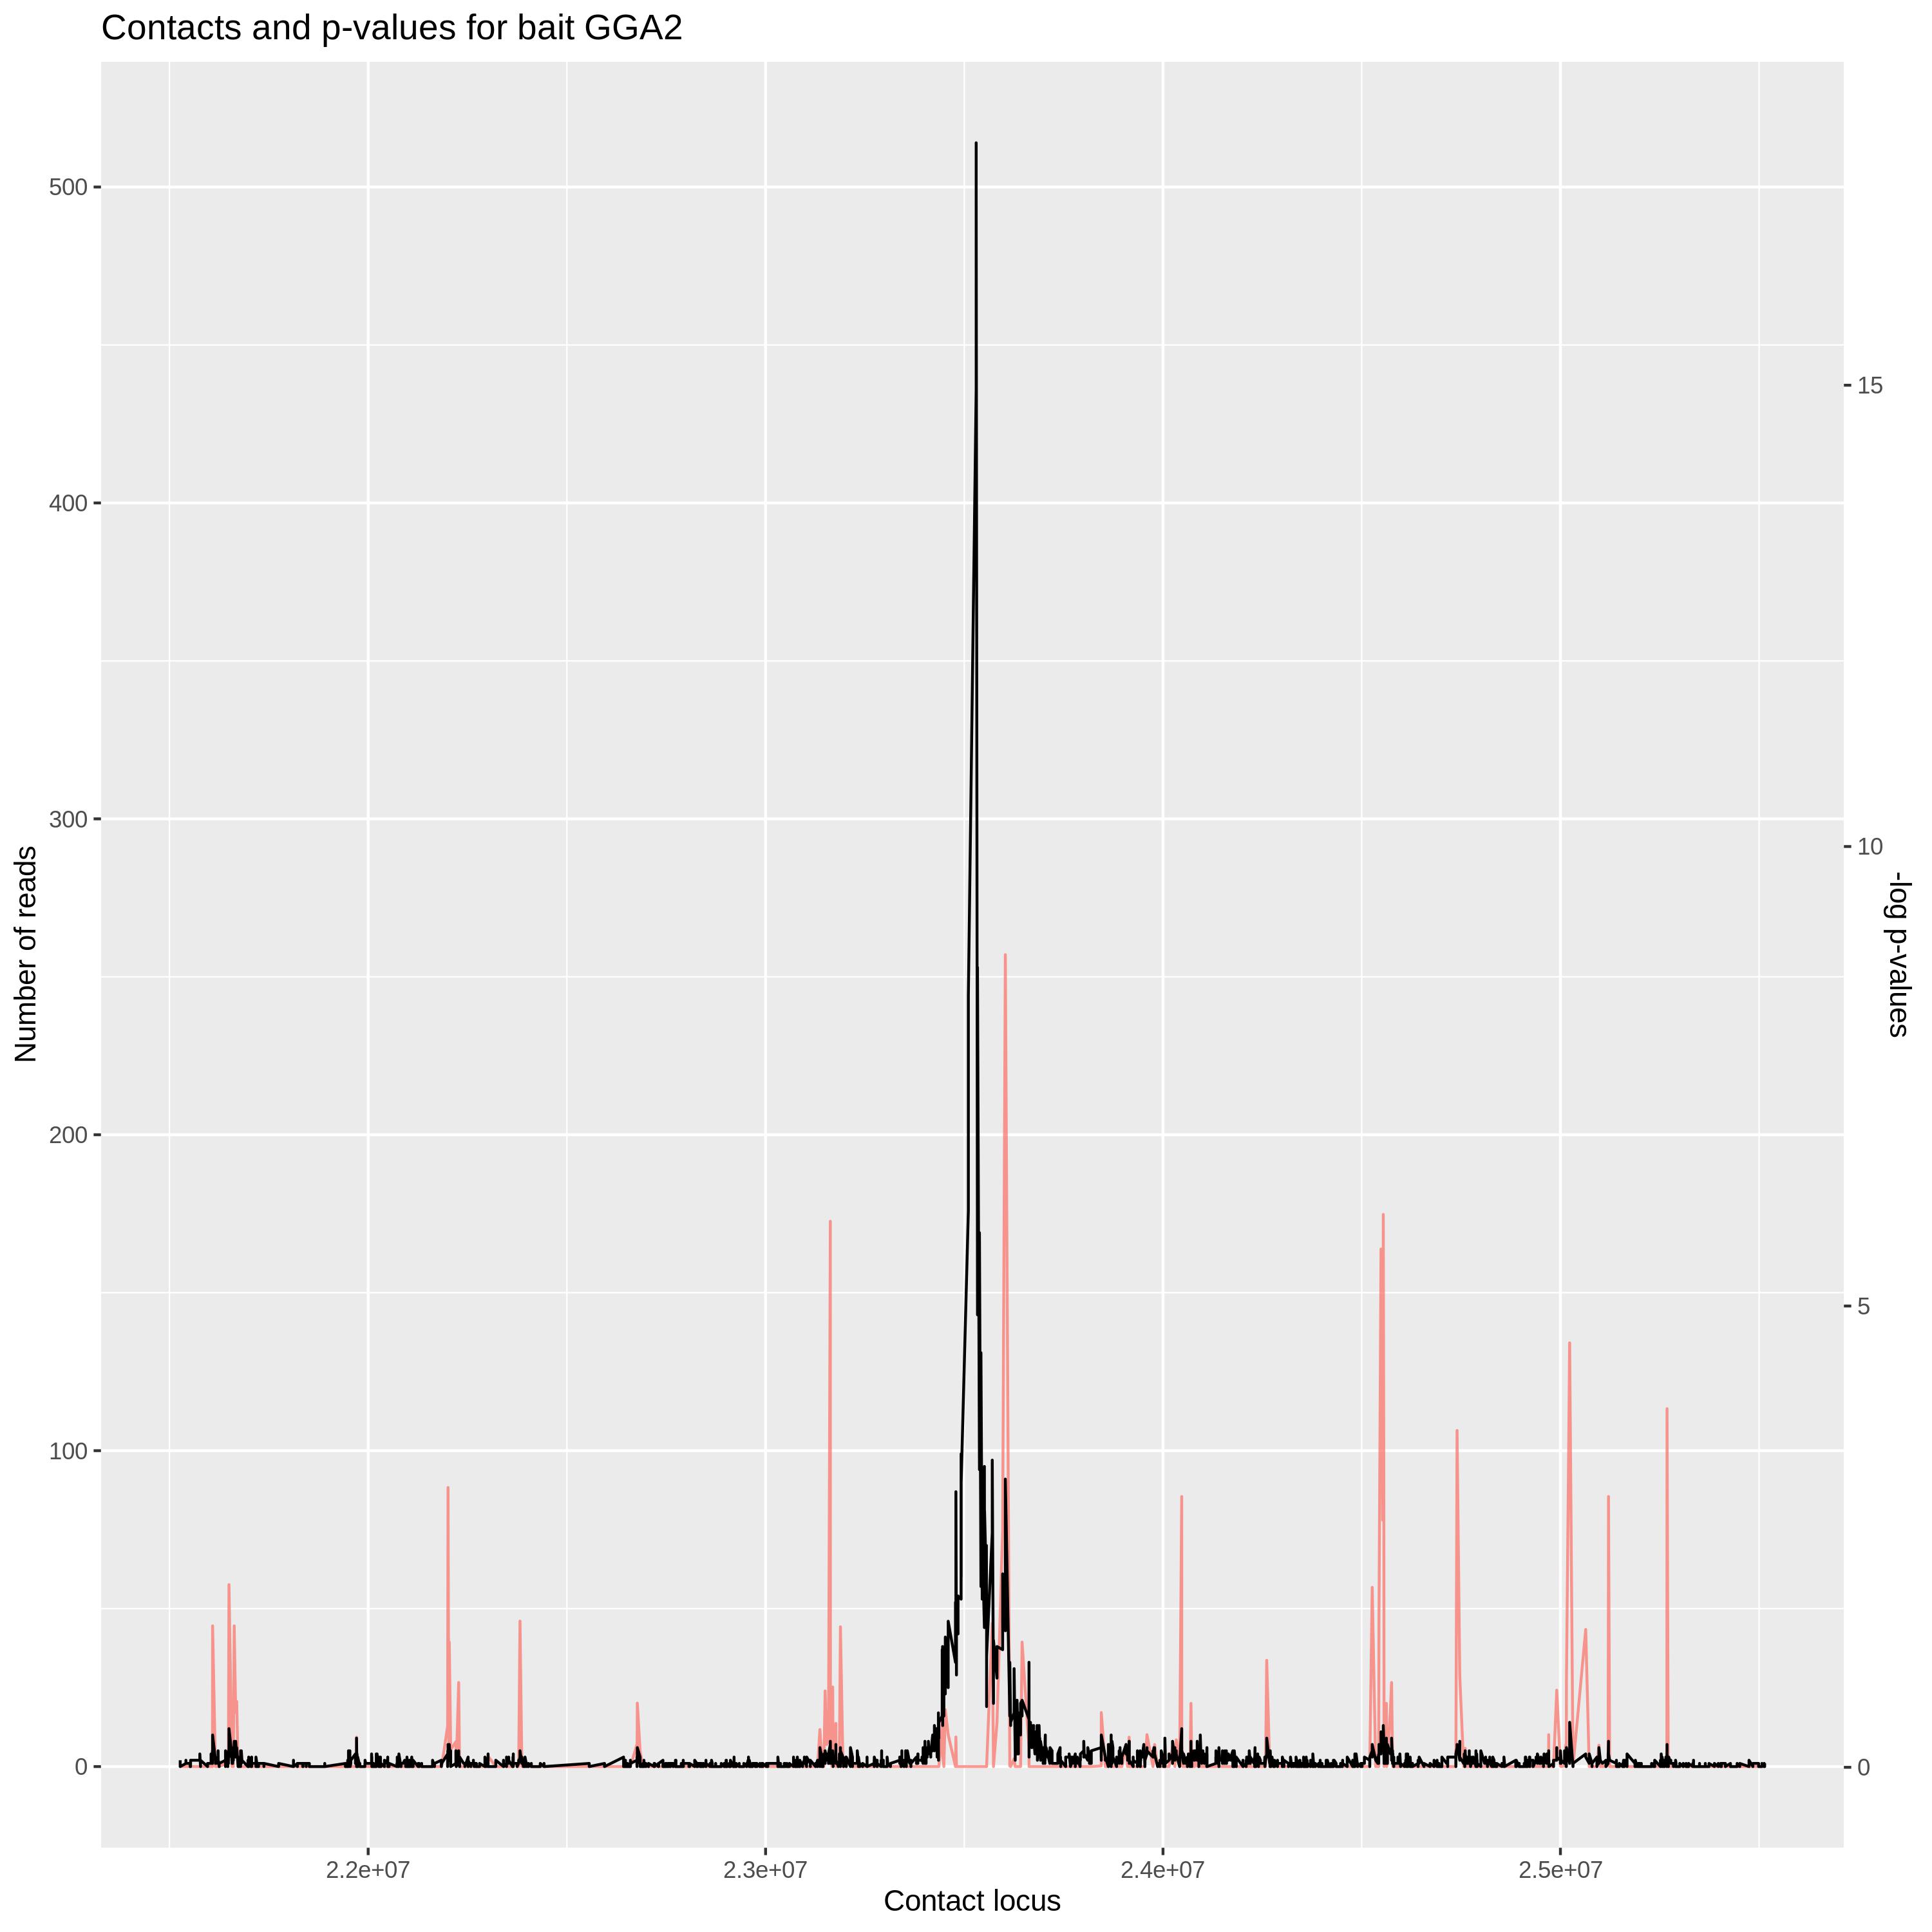 Contacts and p-values for bait GGA2
500
400
300
200
100
0
Number of reads
15
10
5
0
-log p-values
2.2e+07
2.3e+07
2.4e+07
2.5e+07
Contact locus